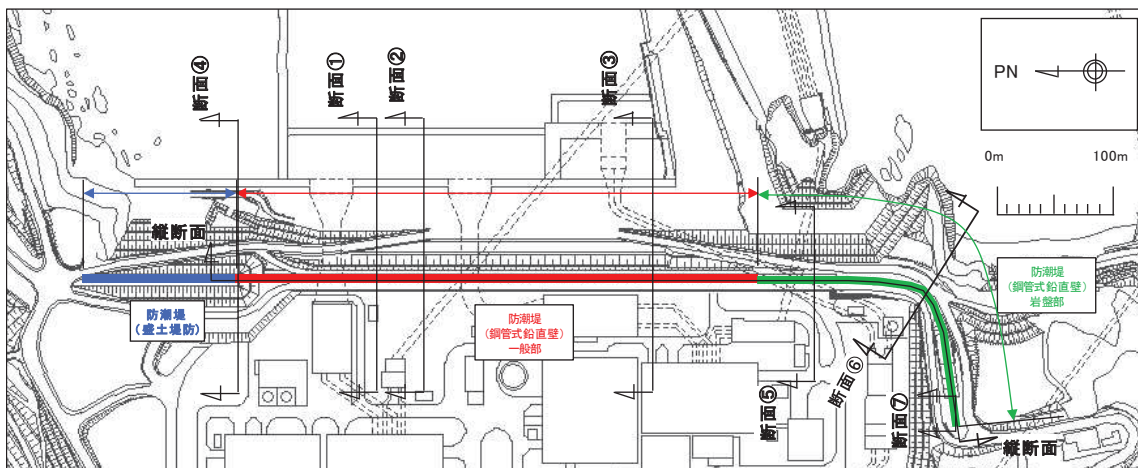 断面④
断面①
断面②
断面③
PN
0m
100m
縦断面
防潮堤
(盛土堤防)
防潮堤
(鋼管式鉛直壁)
一般部
防潮堤
(鋼管式鉛直壁)
岩盤部
断面⑤
断面⑥
断面⑦
縦断面